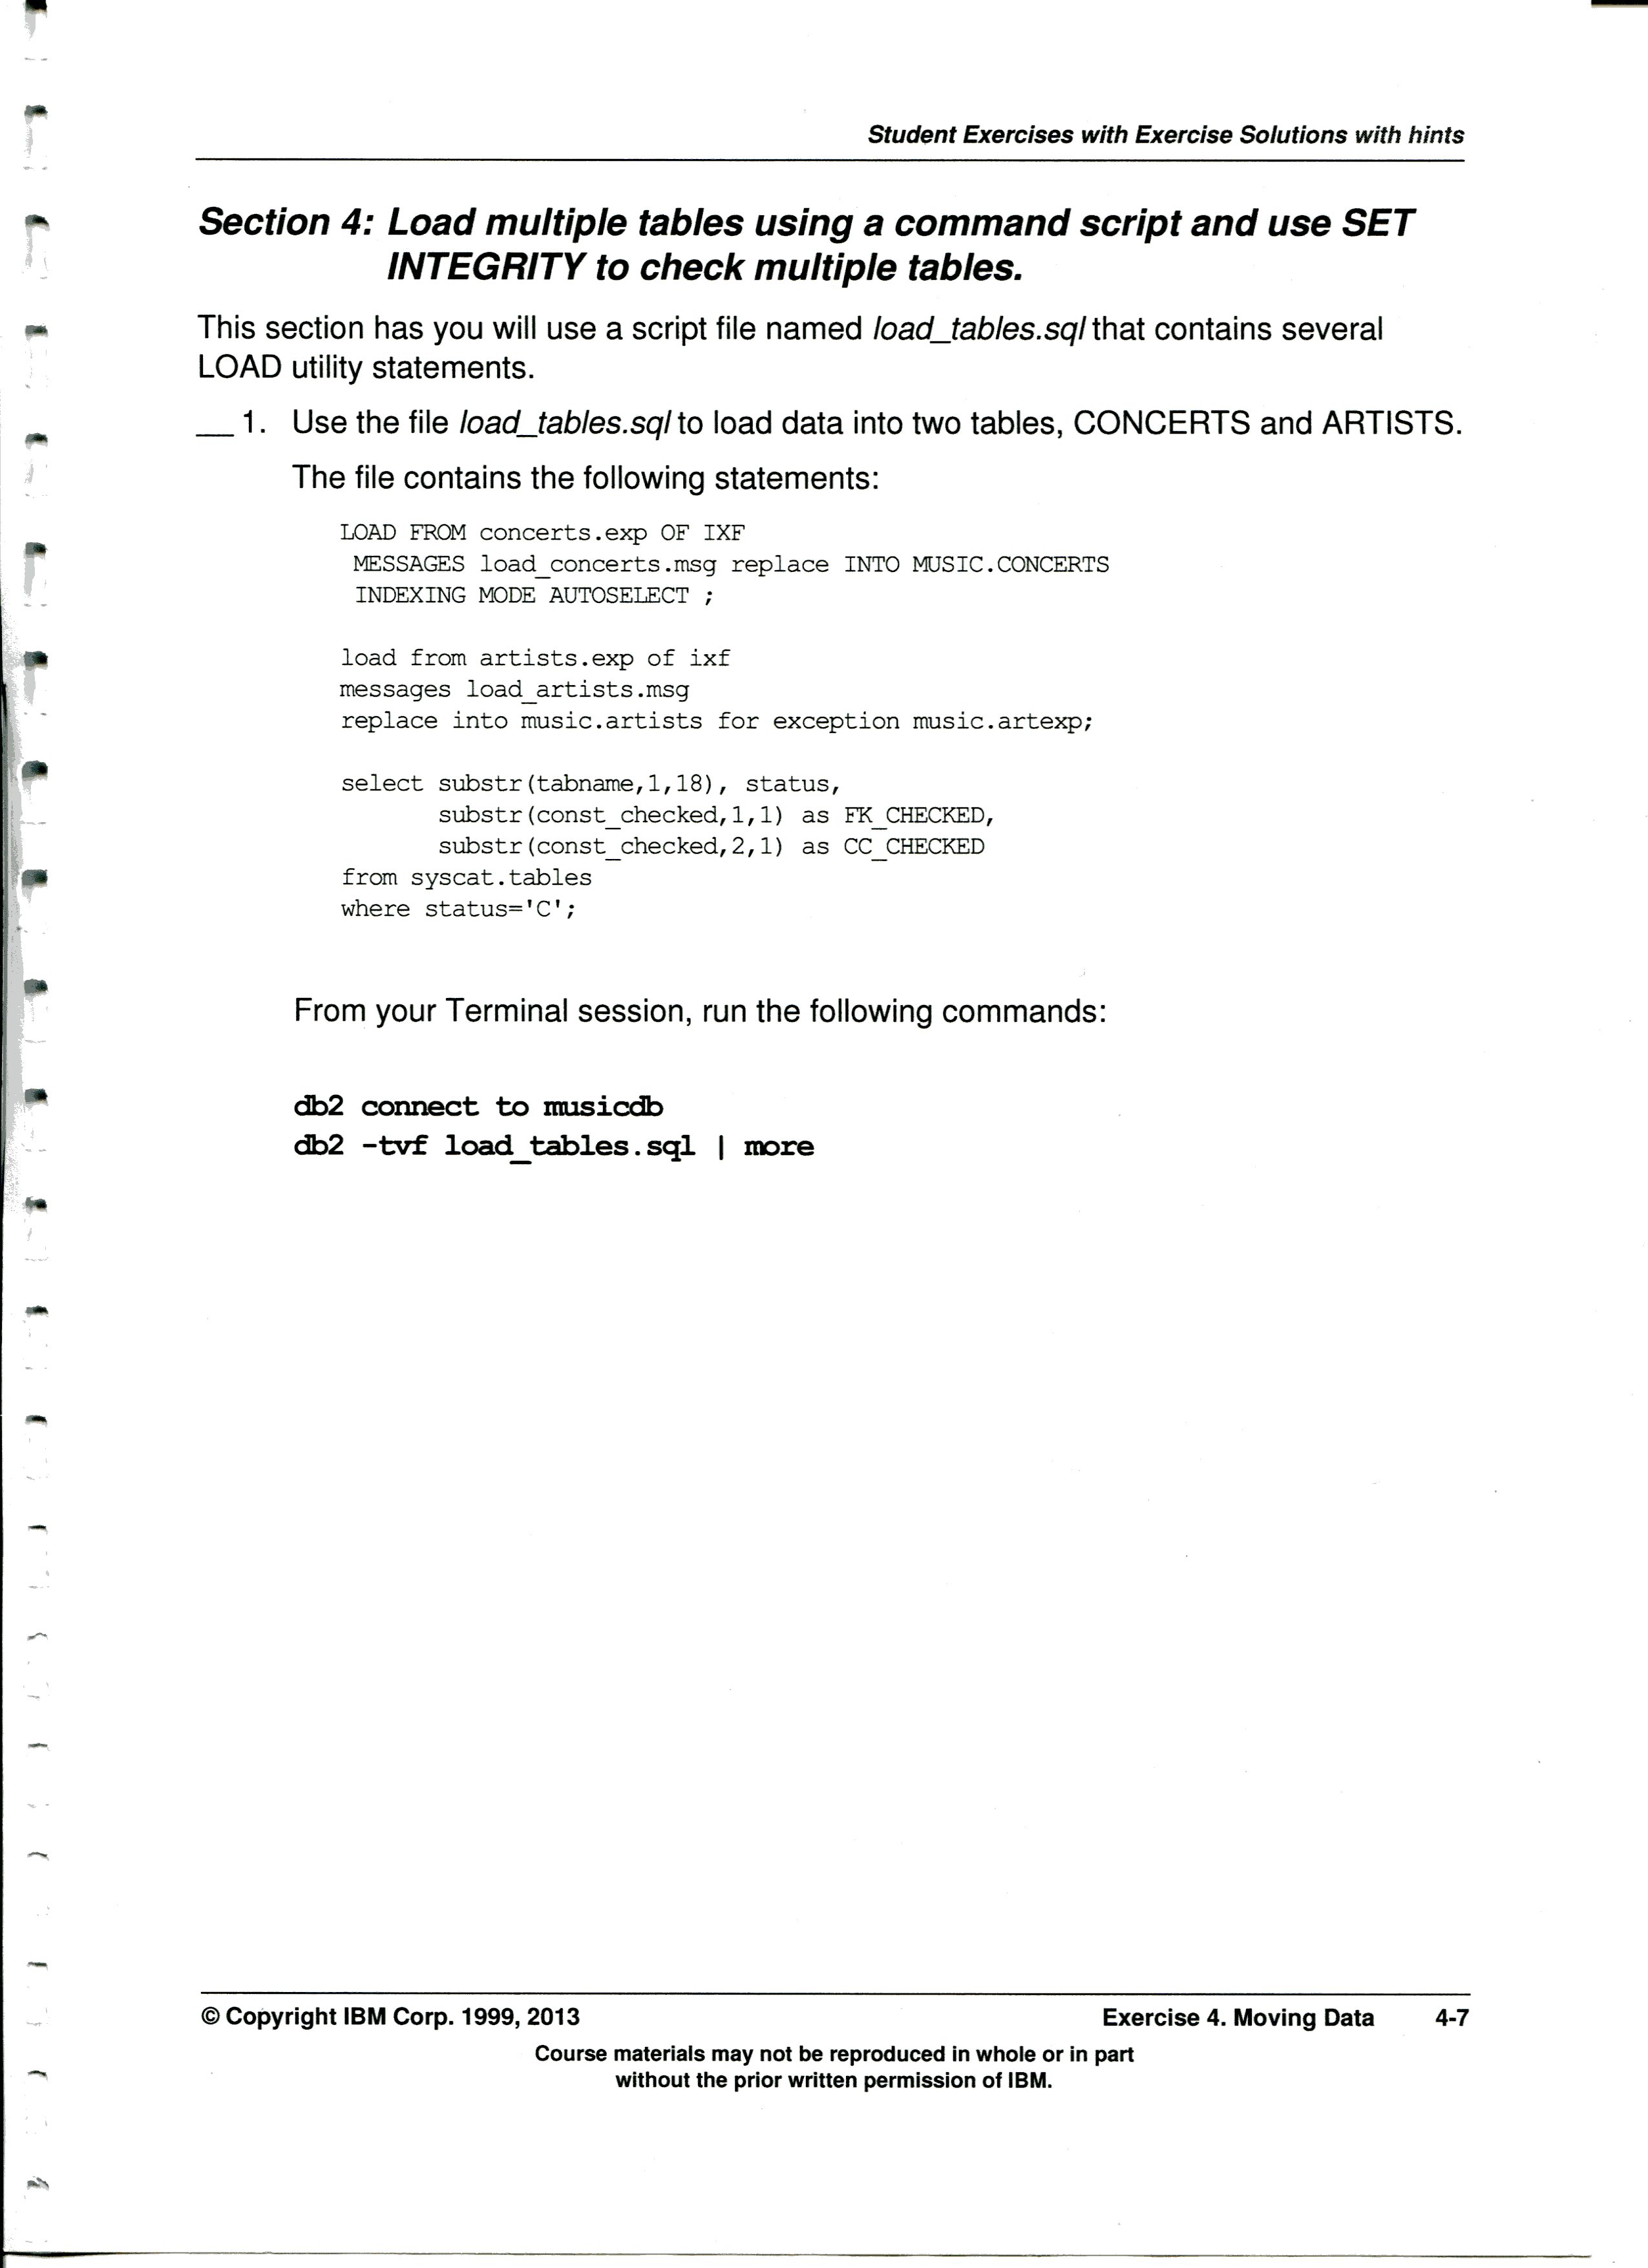 Student Exercises with Exercise Solutions with hints
Section 4: Load multiple tables using a command script and use SET
INTEGRITY to check multiple tables.
This section has you will use a script file named load_tables.sql that contains several
LOAD utility statements.
__ 1. Use the file load_tables.sql to load data into two tables, CONCERTS and ARTISTS.
The file contains the following statements:
LOAD FROM concerts.exp OF IXF
MESSAGES load_concerts.msg replace INTO MUSIC.CONCERTS
INDEXING MODE AUTOSELECT ;
load from artists.exp of ixf
messages load_artists.msg
replace into music.artists for exception music.artexp;
select substr(tabname,1,18), status,
substr(const_checked,1,1) as FK_CHECKED,
substr(const_checked,2,1) as CC_CHECKED
from syscat.tables
where status='C';
From your Terminal session, run the following commands:
db2 connect to musicdb
db2 -tvf load_tables.sql | more
© Copyright IBM Corp. 1999, 2013 Exercise 4. Moving Data 4-7
Course materials may not be reproduced in whole or in part
without the prior written permission of IBM.